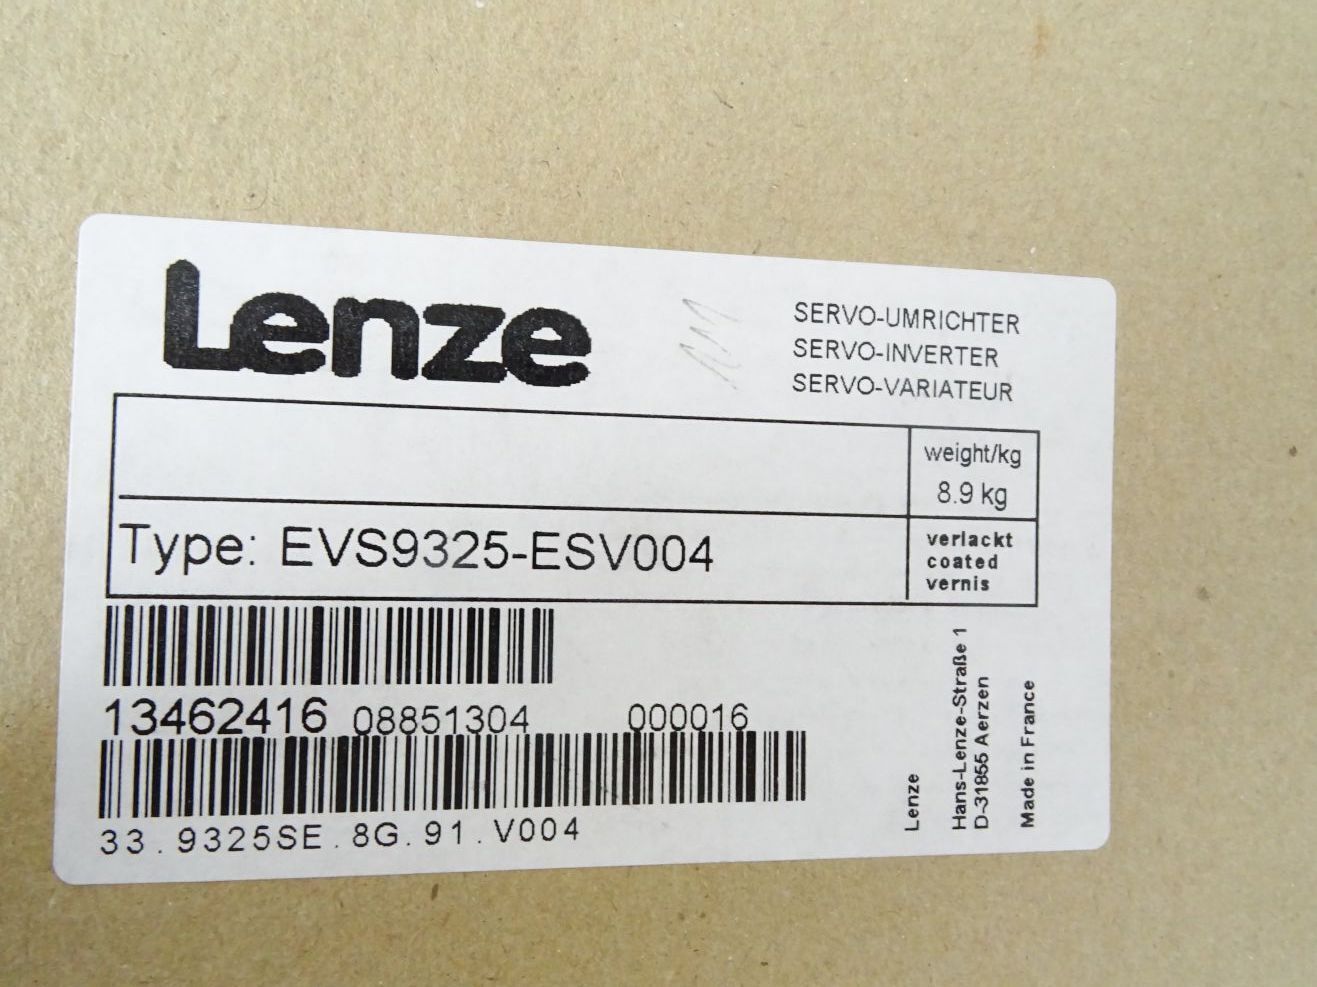 Lenze
SERVO-UMRICHTER
SERVO-INVERTER
SERVO-VARIATEUR
weight/kg
8.9 kg
Type: EVS9325-ESV004
verlackt
coated
vernis
13462416 08851304 000016
33.9325SE.8G.91.V004
Lenze
Hans-Lenze-Straße 1
D-31855 Aerzen
Made in France